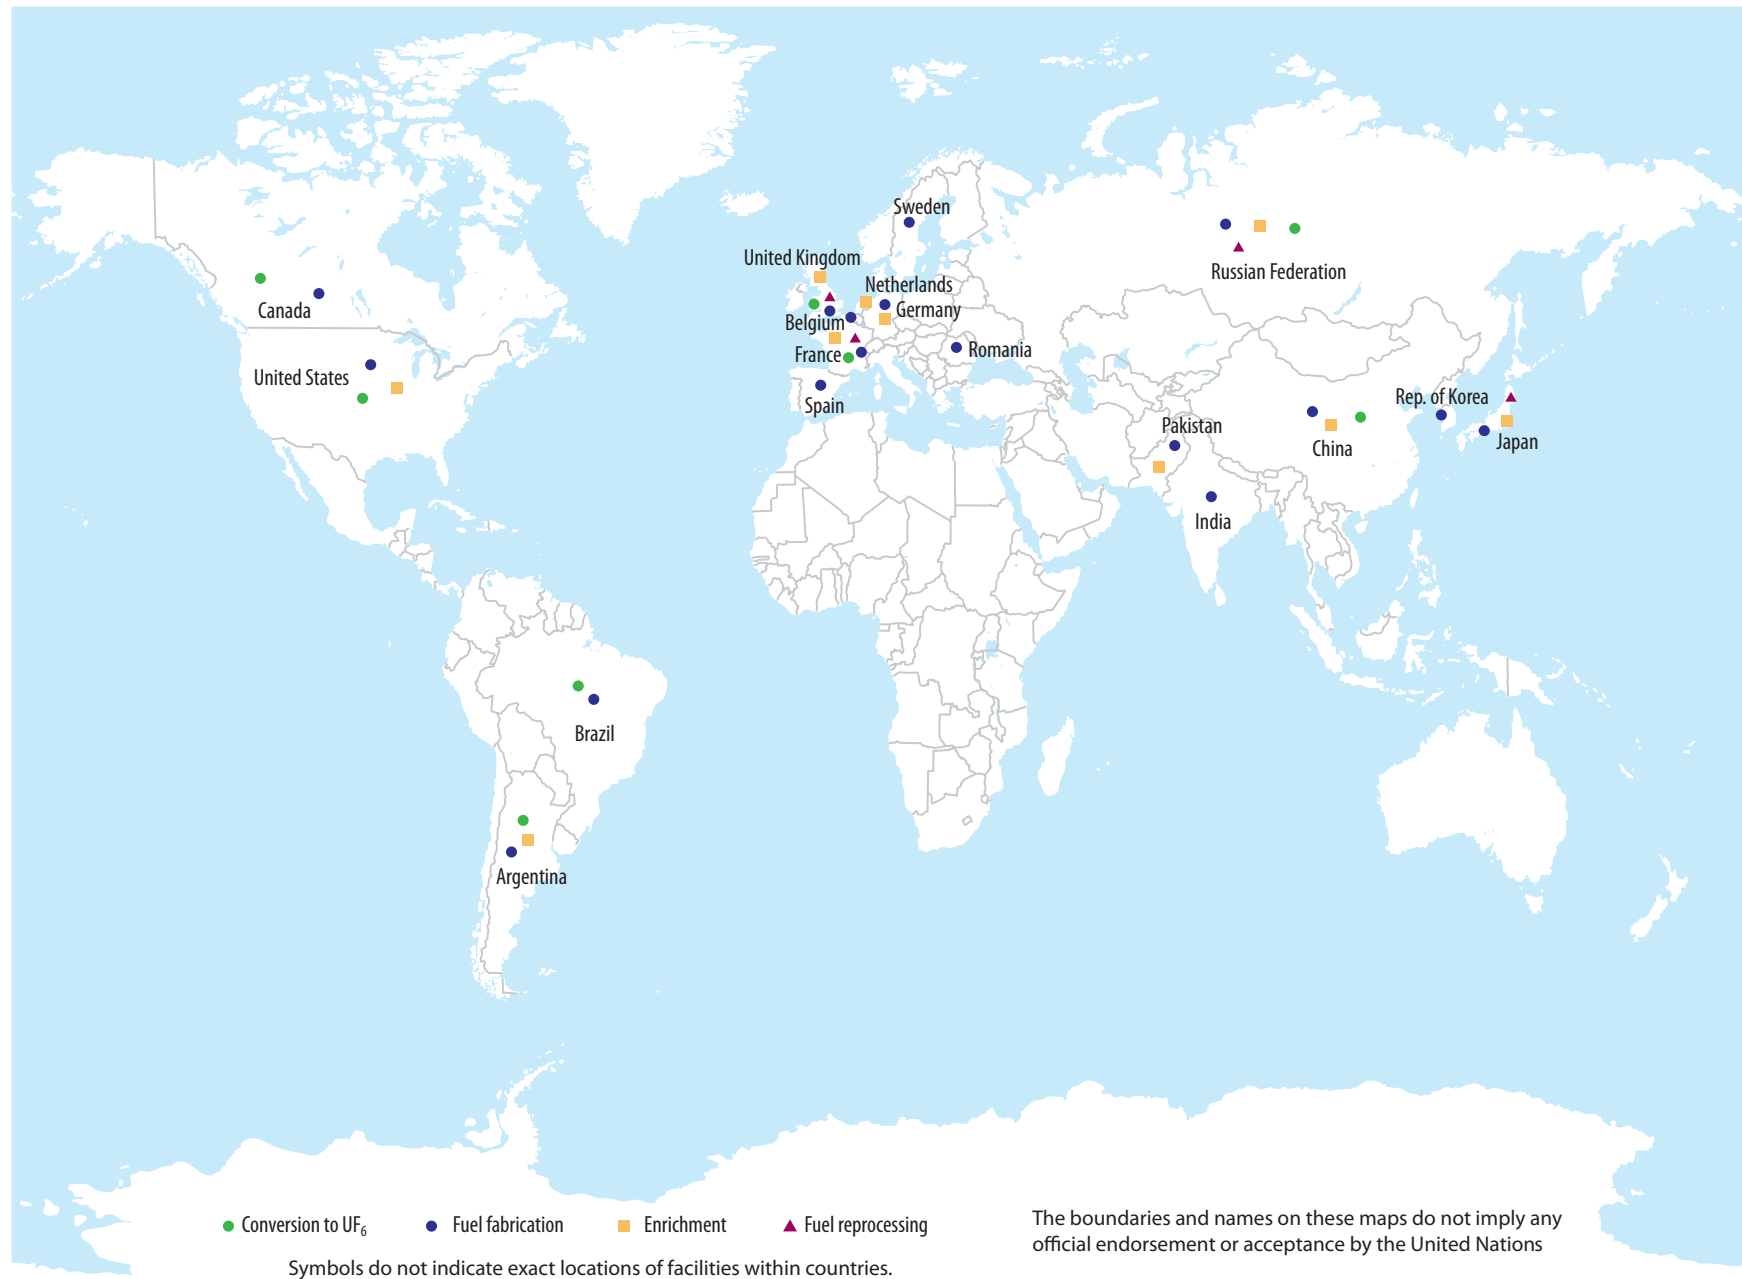 Sweden
United Kingdom
Netherlands
Russian Federation
Canada
Germany
Belgium
France
Romania
United States
Spain
Rep. of Korea
Pakistan
China
Japan
India
Brazil
Argentina
Conversion to UF6
Fuel fabrication
Enrichment
Fuel reprocessing
Symbols do not indicate exact locations of facilities within countries.
The boundaries and names on these maps do not imply any
official endorsement or acceptance by the United Nations